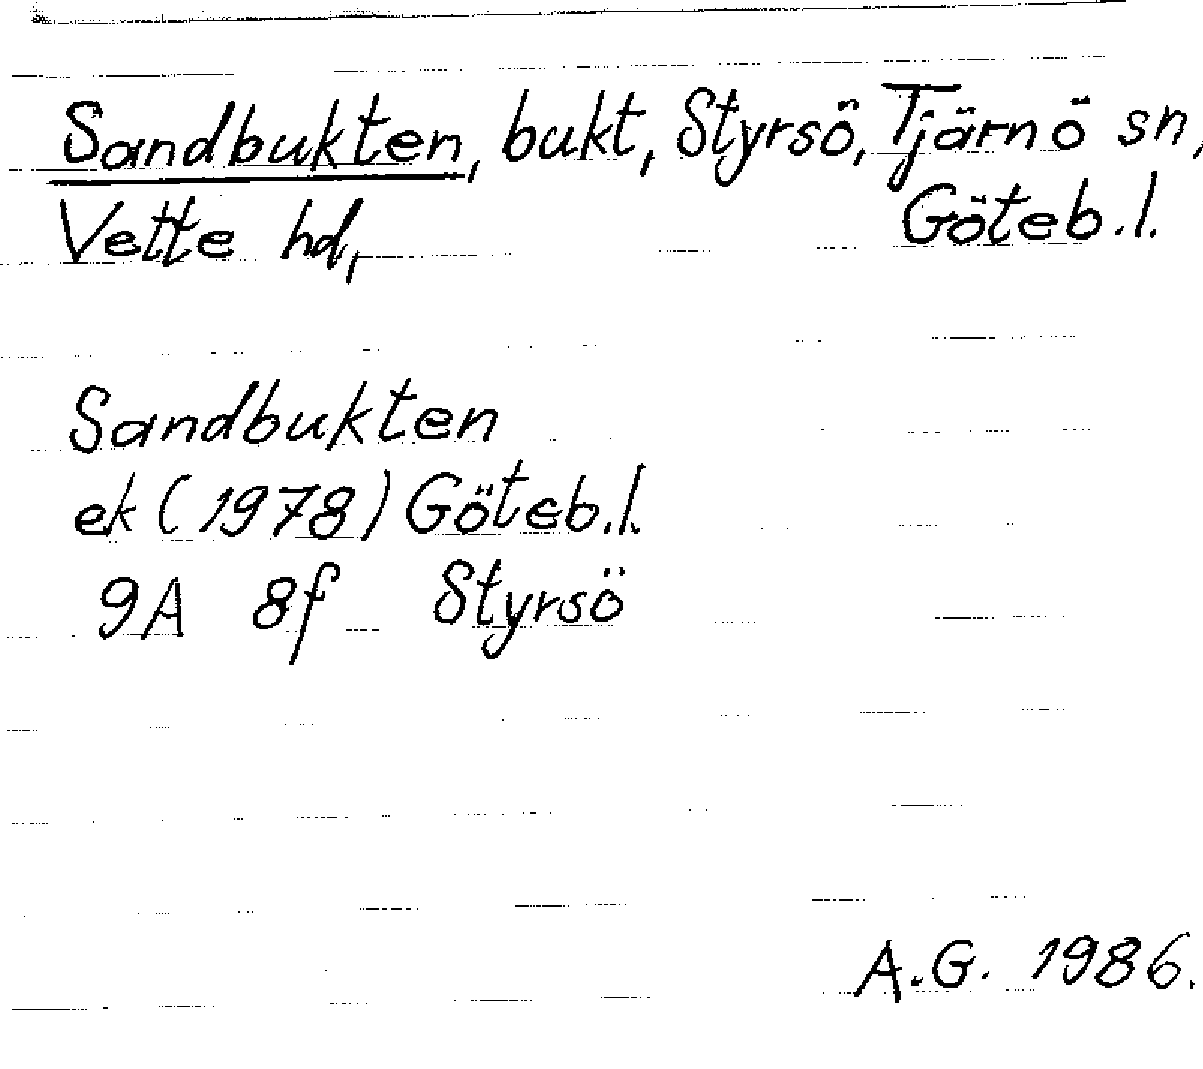 Sandbukten, bukt, Styrsö, Tjärnö sn,
Vette hd, Göteb.l.
Sandbukten
ek (1978) Göteb.l.
9A 8f Styrsö
A.G. 1986.